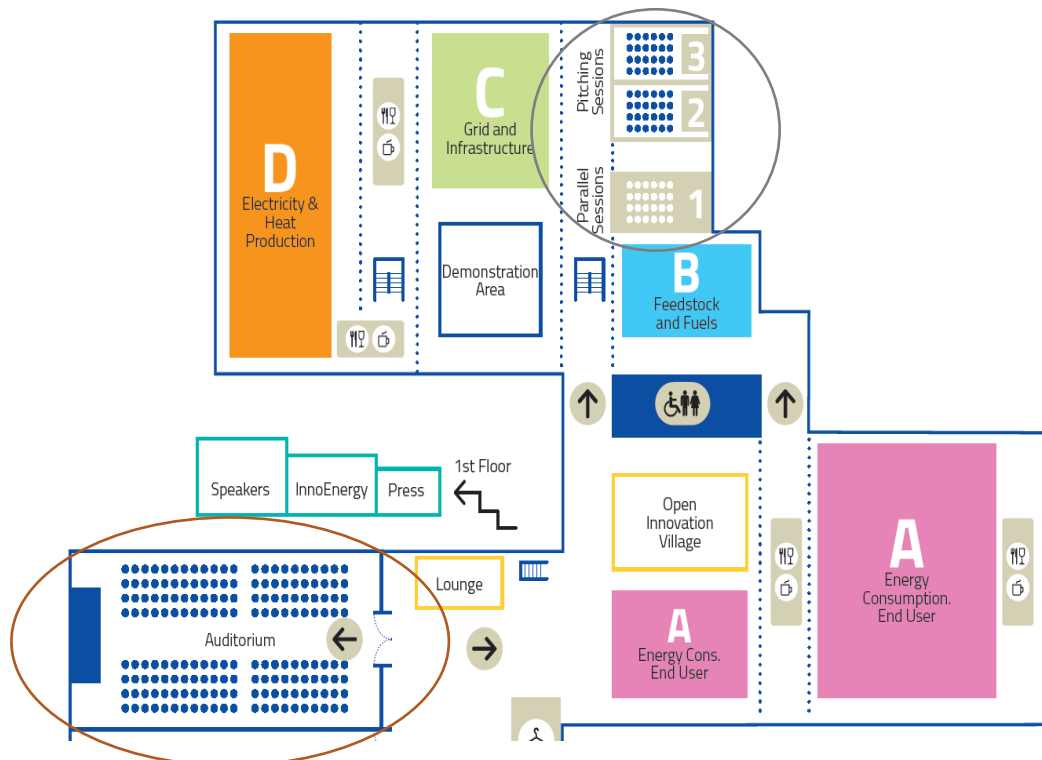 D
Electricity &
Heat
Production
C
Grid and
Infrastructure
Pitching
Sessions
3
2
Parallel
Sessions
1
Demonstration
Area
B
Feedstock
and Fuels
Speakers
InnoEnergy
Press
1st Floor
Open
Innovation
Village
A
Energy
Consumption.
End User
Lounge
Auditorium
A
Energy Cons.
End User